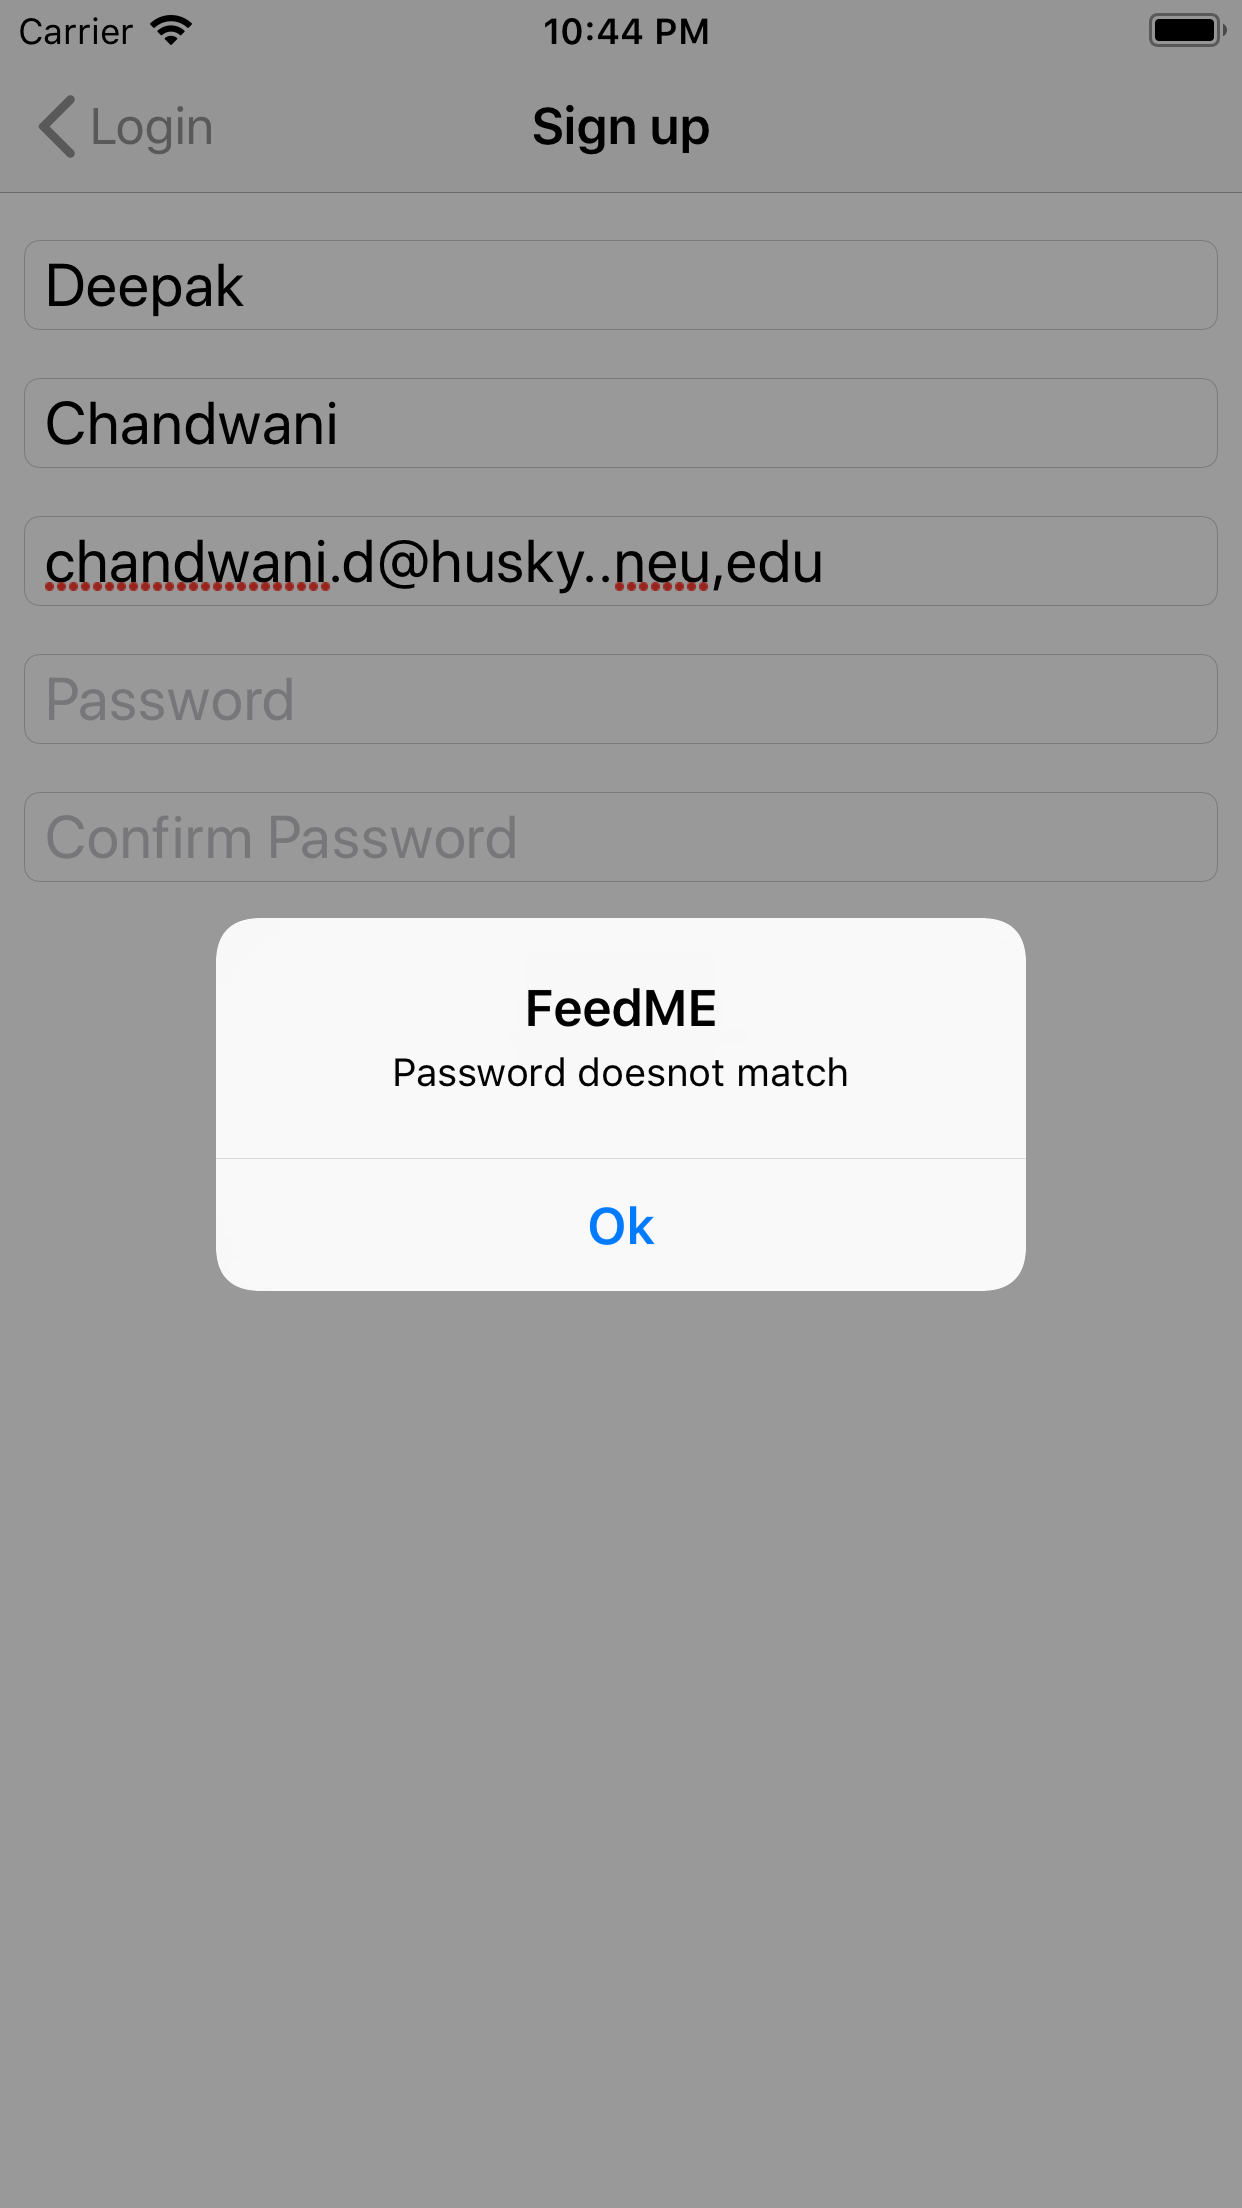 Carrier 10:44 PM
Login Sign up
Deepak
Chandwani
chandwani.d@husky..neu,edu
Password
Confirm Password
FeedME
Password doesnot match
Ok